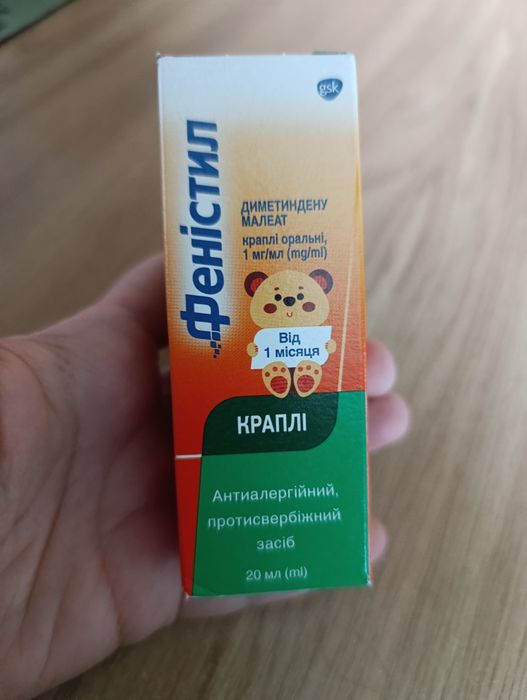 gsk
Феністил
ДИМЕТИНДЕНУ
МАЛЕАТ
краплі оральні,
1 мг/мл (mg/ml)
Від
1 місяця
КРАПЛІ
Антиалергійний,
протисвербіжний
засіб
20 мл (ml)